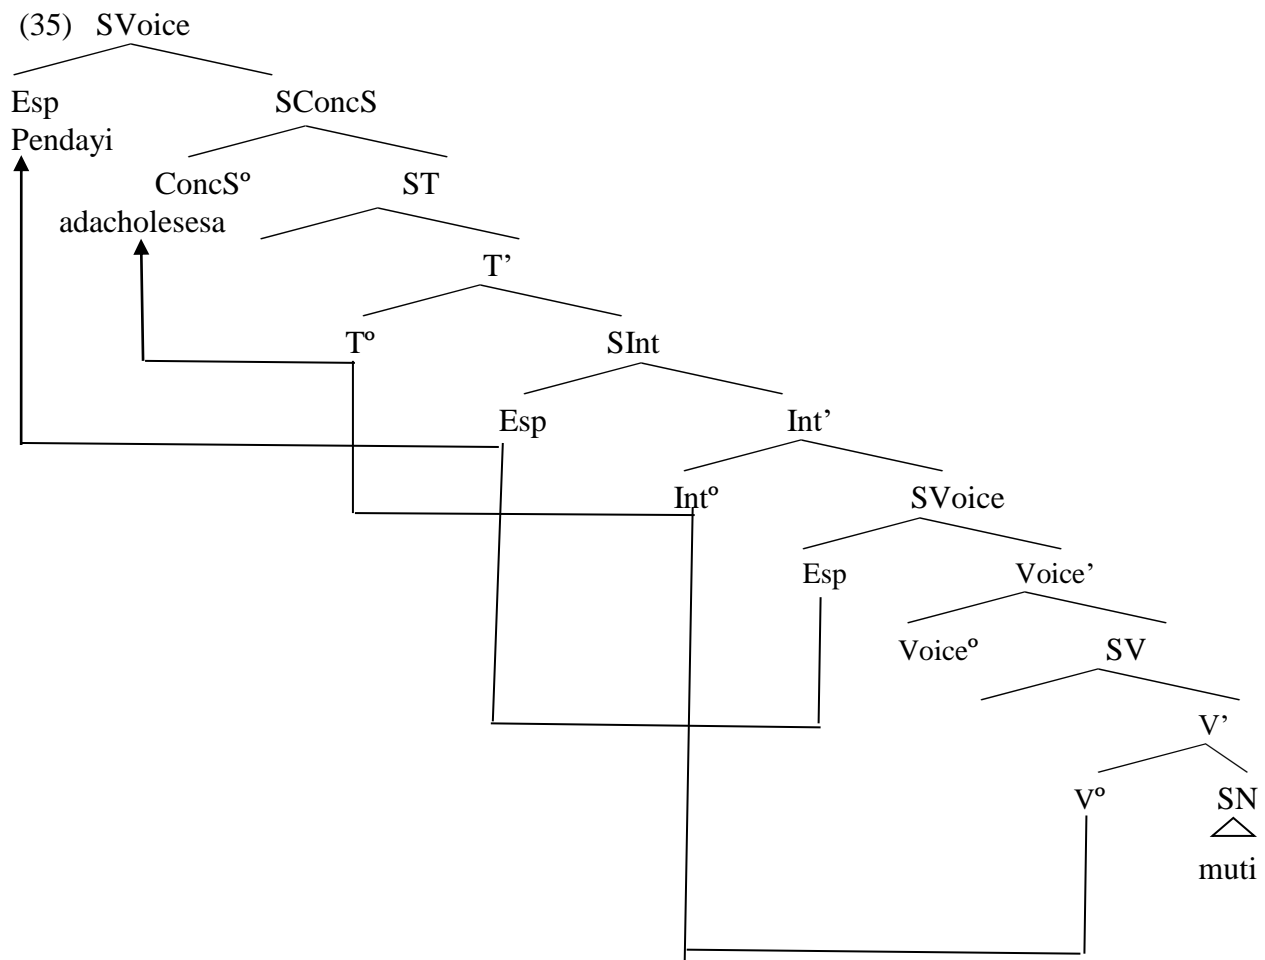 (35) SVoice
Esp SConcS
Pendayi
ConcSº ST
adacholesesa
T’
Tº SInt
Esp Int’
Intº SVoice
Esp Voice’
Voiceº SV
V’
Vº SN
muti